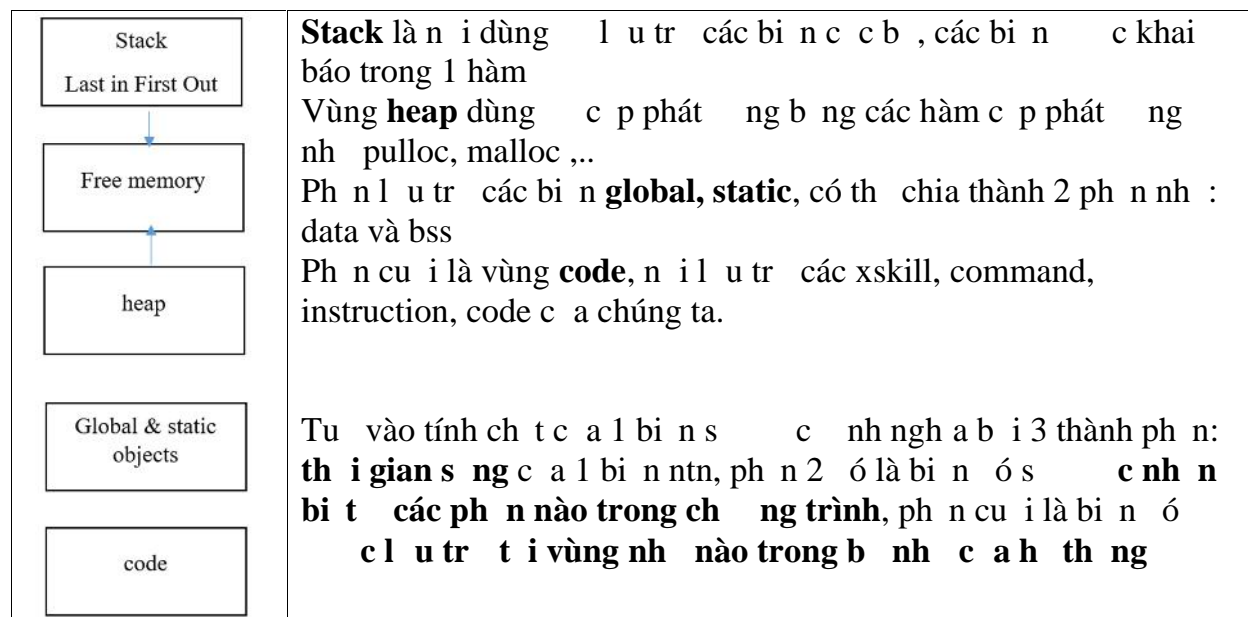 Stack
Last in First Out
Free memory
heap
Global & static
objects
code
Stack là n i dùng l u tr các bi n c c b , các bi n c khai
báo trong 1 hàm
Vùng heap dùng c p phát ng b ng các hàm c p phát ng
nh pulloc, malloc ,..
Ph n l u tr các bi n global, static, có th chia thành 2 ph n nh :
data và bss
Ph n cu i là vùng code, n i l u tr các xskill, command,
instruction, code c a chúng ta.
Tu vào tính ch t c a 1 bi n s c nh ngh a b i 3 thành ph n:
th i gian s ng c a 1 bi n ntn, ph n 2 ó là bi n ó s c nh n
bi t các ph n nào trong ch ng trình, ph n cu i là bi n ó
c l u tr t i vùng nh nào trong b nh c a h th ng